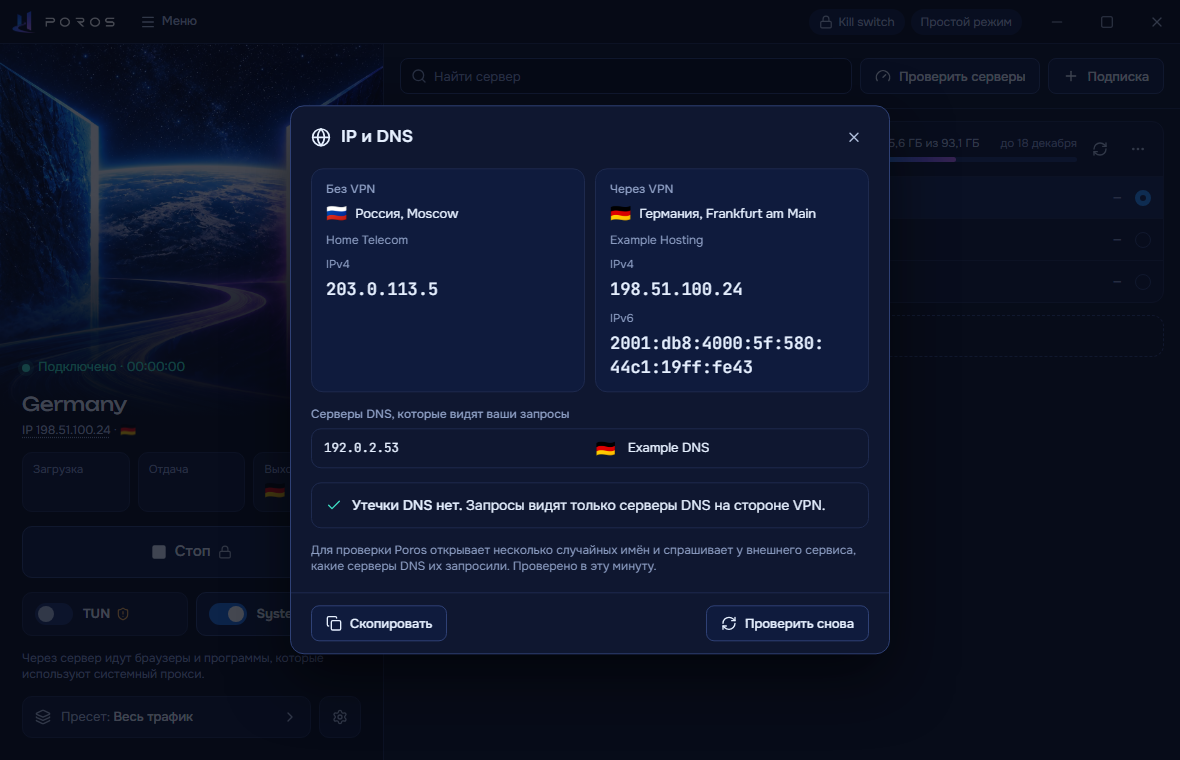 POROS
Меню
Kill switch
Простой режим
Найти сервер
Проверить серверы
Подписка
5,6 ГБ из 93,1 ГБ
до 18 декабря
Подключено · 00:00:00
Germany
IP 198.51.100.24 ·
Загрузка
Отдача
Стоп
TUN
Через сервер идут браузеры и программы, которые
используют системный прокси.
Пресет: Весь трафик
IP и DNS
Без VPN
Россия, Moscow
Home Telecom
IPv4
203.0.113.5
Через VPN
Германия, Frankfurt am Main
Example Hosting
IPv4
198.51.100.24
IPv6
2001:db8:4000:5f:580:
44c1:19ff:fe43
Серверы DNS, которые видят ваши запросы
192.0.2.53
Example DNS
Утечки DNS нет. Запросы видят только серверы DNS на стороне VPN.
Для проверки Poros открывает несколько случайных имён и спрашивает у внешнего сервиса,
какие серверы DNS их запросили. Проверено в эту минуту.
Скопировать
Проверить снова